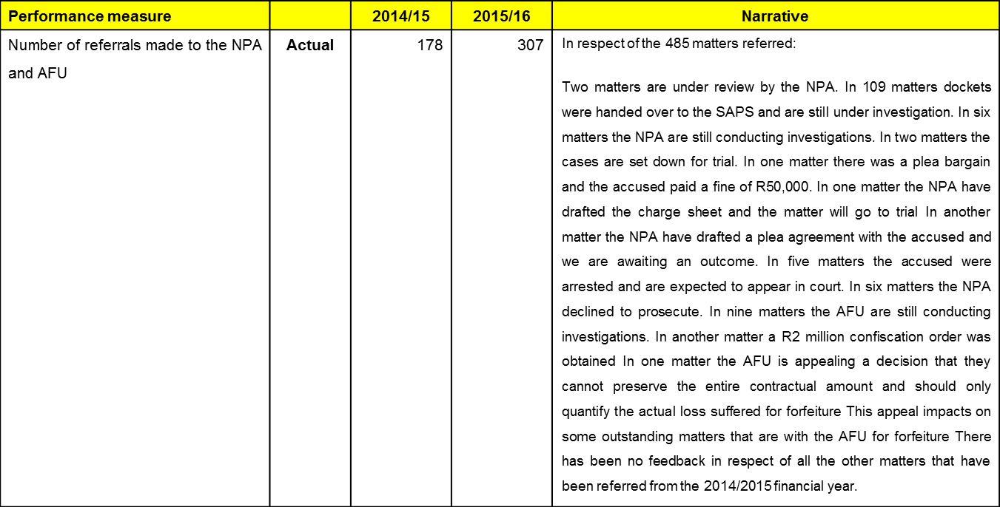 Performance measure 2014/15 2015/16 Narrative
Number of referrals made to the NPA and AFU
Actual
178
307
In respect of the 485 matters referred:
Two matters are under review by the NPA. In 109 matters dockets
were handed over to the SAPS and are still under investigation. In six
matters the NPA are still conducting investigations. In two matters the
cases are set down for trial. In one matter there was a plea bargain
and the accused paid a fine of R50,000. In one matter the NPA have
drafted the charge sheet and the matter will go to trial In another
matter the NPA have drafted a plea agreement with the accused and
we are awaiting an outcome. In five matters the accused were
arrested and are expected to appear in court. In six matters the NPA
declined to prosecute. In nine matters the AFU are still conducting
investigations. In another matter a R2 million confiscation order was
obtained In one matter the AFU is appealing a decision that they
cannot preserve the entire contractual amount and should only
quantify the actual loss suffered for forfeiture This appeal impacts on
some outstanding matters that are with the AFU for forfeiture There
has been no feedback in respect of all the other matters that have
been referred from the 2014/2015 financial year.